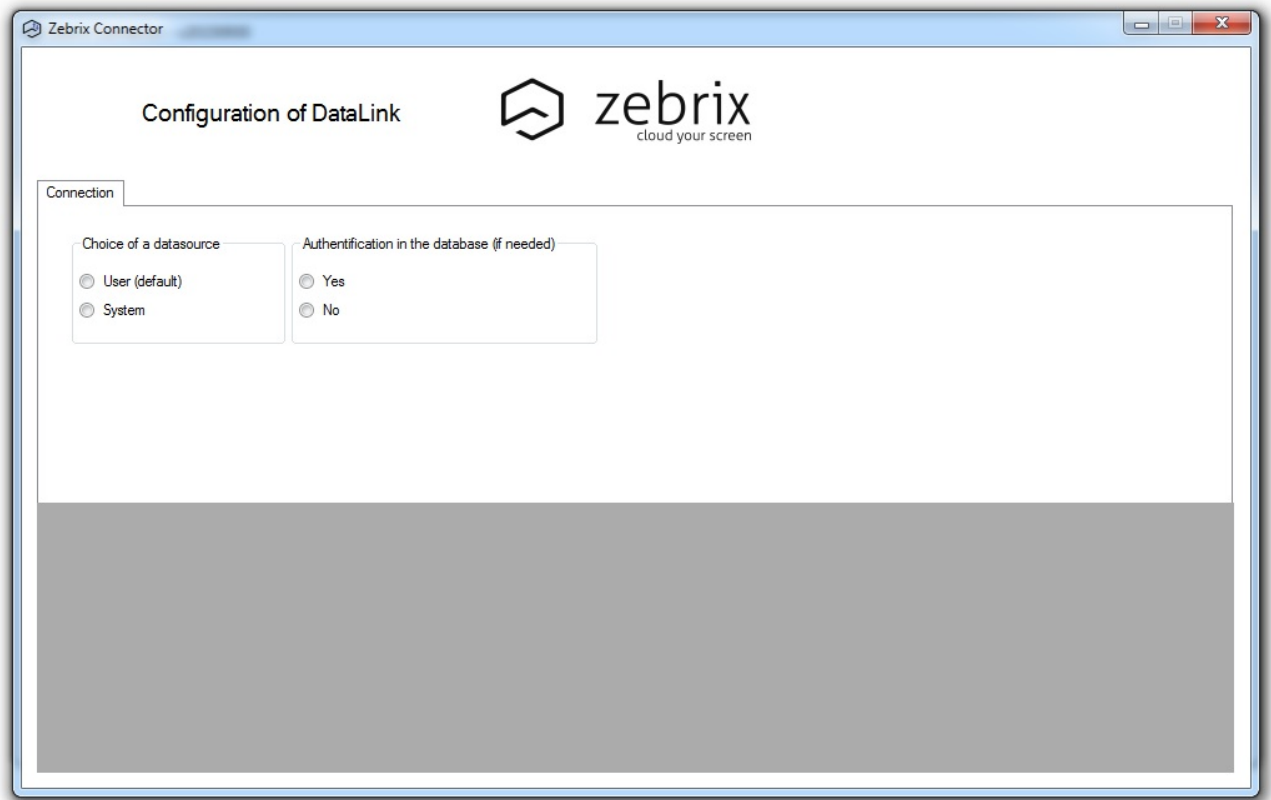 Zebrix Connector
Configuration of DataLink
zebrix
cloud your screen
Connection
Choice of a datasource
User (default)
System
Authentification in the database (if needed)
Yes
No